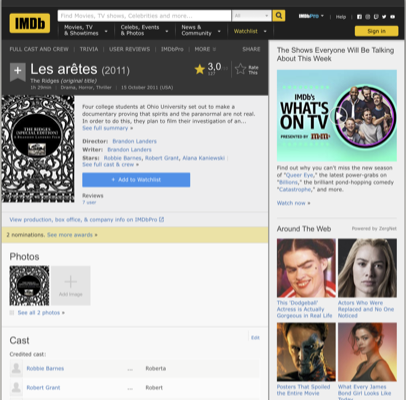 IMDb
Find Movies, TV shows, Celebrities and more...
All
IMDbPro
Help
Movies, TV
& Showtimes
Celebs, Events
& Photos
News &
Community
Watchlist
Sign in
FULL CAST AND CREW | TRIVIA | USER REVIEWS | IMDbPro | MORE
SHARE
Les arêtes (2011)
The Ridges (original title)
1h 29min | Drama, Horror, Thriller | 15 October 2011 (USA)
3,0
Rate
This
Four college students at Ohio University set out to make a
documentary proving that spirits and the paranormal are not real.
In order to do this, they plan to film their investigation of an...
See full summary »
Director: Brandon Landers
Writer: Brandon Landers
Stars: Robbie Barnes, Robert Grant, Alana Kaniewski |
See full cast & crew »
+ Add to Watchlist
Reviews
7 user
View production, box office, & company info on IMDbPro
2 nominations. See more awards »
Photos
Add Image
See all 2 photos »
Cast
Edit
Credited cast:
Robbie Barnes ... Roberta
Robert Grant ... Robert
The Shows Everyone Will Be Talking
About This Week
IMDb's
WHAT'S
ON TV
PRESENTED BY m&m's
Find out why you can't miss the new season
of "Queer Eye," the latest power-grabs on
"Billions," the brilliant pond-hopping comedy
"Catastrophe," and more.
Watch now »
Around The Web
Powered by ZergNet
This 'Dodgeball'
Actress is Actually
Gorgeous in Real Life
Actors Who Were
Replaced and No One
Noticed
Posters That Spoiled
the Entire Movie
What Every James
Bond Girl Looks Like
Today